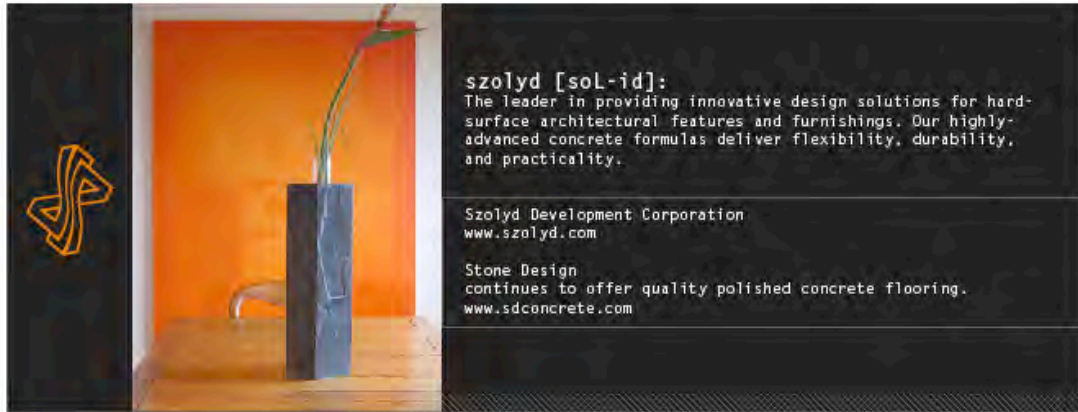 szolyd [soL-id]:
The leader in providing innovative design solutions for hard-
surface architectural features and furnishings. Our highly-
advanced concrete formulas deliver flexibility, durability,
and practicality.
Szolyd Development Corporation
www.szolyd.com
Stone Design
continues to offer quality polished concrete flooring.
www.sdconcrete.com